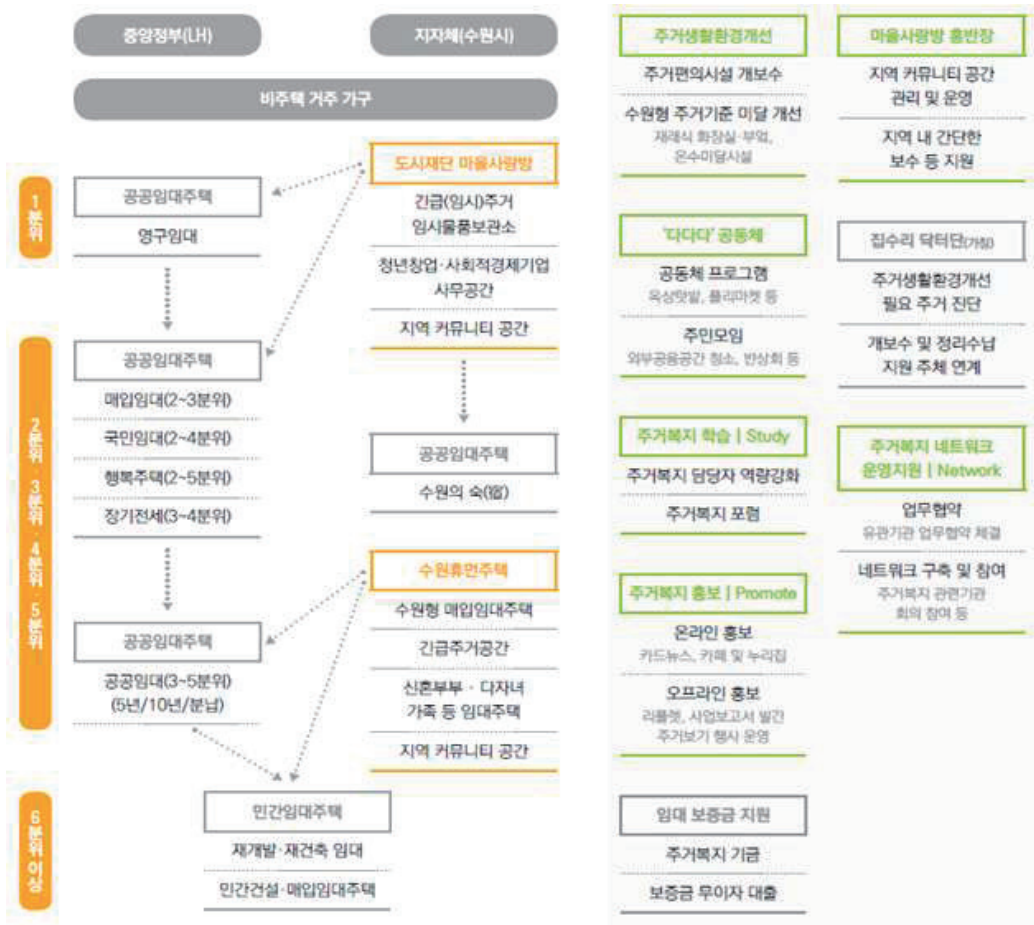 중앙정부(LH)
지자체(수원시)
비주택 거주 가구
1분위
공공임대주택
영구임대
2분위·3분위·4분위·5분위
공공임대주택
매입임대(2~3분위)
국민임대(2~4분위)
행복주택(2~5분위)
장기전세(3~4분위)
공공임대주택
공공임대(3~5분위)
(5년/10년/분납)
도시재단 마을사랑방
긴급(임시)주거
임시물품보관소
청년창업·사회적경제기업
사무공간
지역 커뮤니티 공간
공공임대주택
수원의 숙(宿)
수원휴먼주택
수원형 매입임대주택
긴급주거공간
신혼부부 · 다자녀
가족 등 임대주택
지역 커뮤니티 공간
6분위 이상
민간임대주택
재개발·재건축 임대
민간건설·매입임대주택
주거생활환경개선
주거편의시설 개보수
수원형 주거기준 미달 개선
재래식 화장실·부엌,
온수미달시설
'다다다' 공동체
공동체 프로그램
옥상텃밭, 플리마켓 등
주민모임
외부공용공간 청소, 반상회 등
주거복지 학습 | Study
주거복지 담당자 역량강화
주거복지 포럼
주거복지 홍보 | Promote
온라인 홍보
카드뉴스, 카페 및 누리집
오프라인 홍보
리플렛, 사업보고서 발간
주거보기 행사 운영
임대 보증금 지원
주거복지 기금
보증금 무이자 대출
마을사랑방 홍반장
지역 커뮤니티 공간
관리 및 운영
지역 내 간단한
보수 등 지원
집수리 닥터단(가칭)
주거생활환경개선
필요 주거 진단
개보수 및 정리수납
지원 주체 연계
주거복지 네트워크
운영지원 | Network
업무협약
유관기관 업무협약 체결
네트워크 구축 및 참여
주거복지 관련기관
회의 참여 등